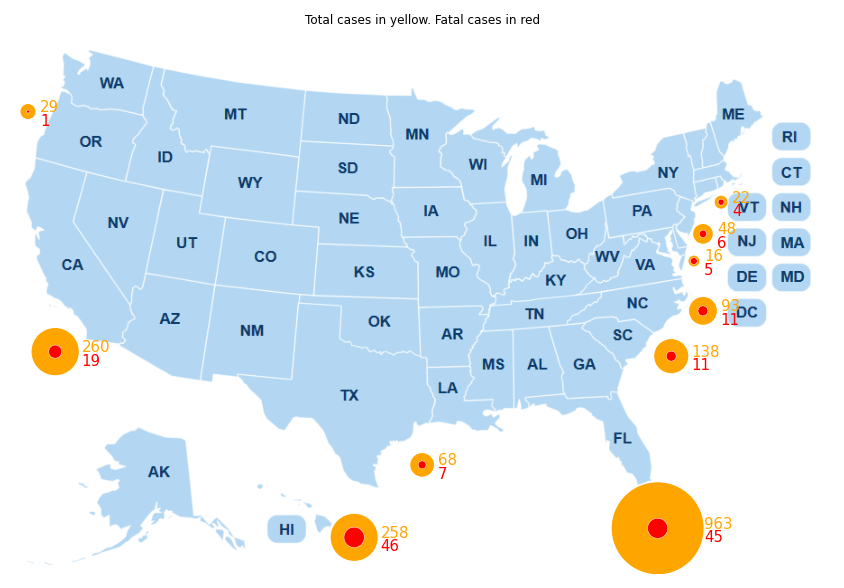 Total cases in yellow. Fatal cases in red
WA
MT
ND
MN
ME
29
1
OR
ID
SD
WI
MI
NY
RI
CT
WY
NE
IA
PA
22
4
VT
NH
NV
UT
CO
IL
IN
OH
48
6
NJ
MA
CA
KS
MO
WV
VA
KY
16
5
DE
MD
AZ
NM
OK
AR
TN
NC
93
11
DC
SC
260
19
MS
AL
GA
138
11
TX
LA
FL
AK
68
7
HI
258
46
963
45